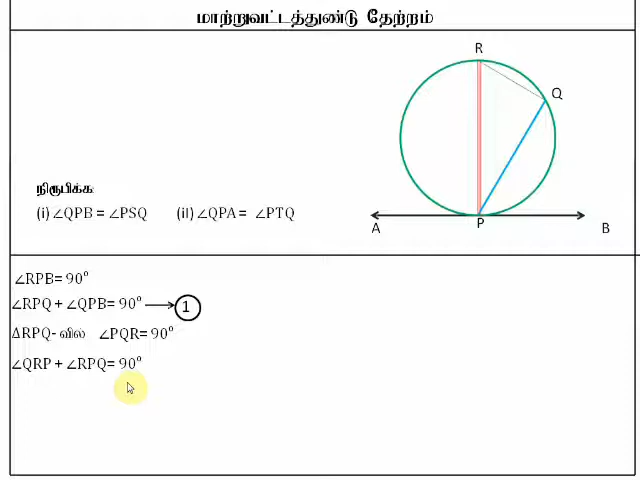 மாற்றுவட்டத்துண்டு தேற்றம்
R
Q
நிரூபிக்க
(i) ∠QPB = ∠PSQ (ii) ∠QPA = ∠PTQ
A P B
∠RPB= 90°
∠RPQ + ∠QPB= 90° → 1
ΔRPQ- வில் ∠PQR= 90°
∠QRP + ∠RPQ= 90°